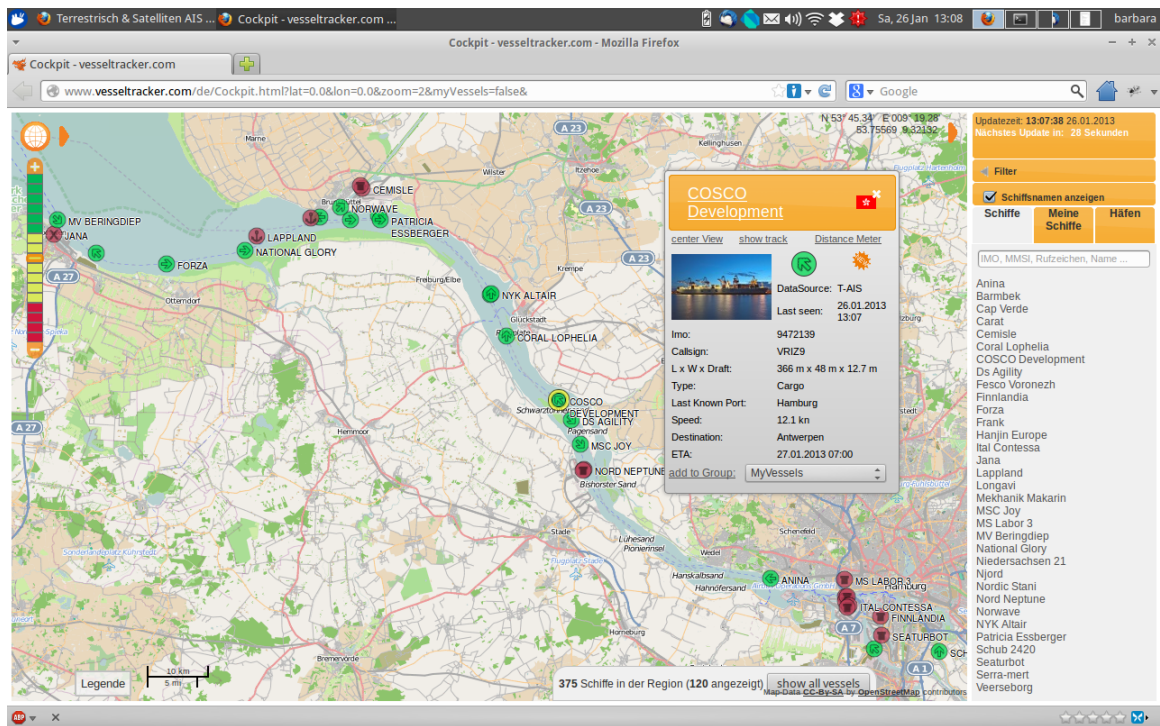 Terrestrisch & Satelliten AIS ...
Cockpit - vesseltracker.com ...
Sa, 26 Jan 13:08
barbara
Cockpit - vesseltracker.com - Mozilla Firefox
Cockpit - vesseltracker.com
www.vesseltracker.com/de/Cockpit.html?lat=0.0&lon=0.0&zoom=2&myVessels=false&
Google
N 53° 45.34' E 009° 19.28'
53.75569 9.32132
Marne
A 23
Kellinghusen
Wilster
Itzehoe
CEMISLE
NORWAVE
PATRICIA
ESSBERGER
A 23
MV BERINGDIEP
JANA
LAPPLAND
NATIONAL GLORY
FORZA
A 27
A 23
Krempe
Freiburg/Elbe
Otterndorf
NYK ALTAIR
Glückstadt
CORAL LOPHELIA
COSCO
DEVELOPMENT
DS AGILITY
Pagensand
MSC JOY
A 27
Hemmoor
NORD NEPTUNE
Bishorster Sand
Stade
Lühesand
Pionierinsel
Wedel
Schenefeld
Hanskalbsand
Hahnöfersand
ANINA
MS LABOR 3
Hamburg
ITAL CONTESSA
FINNLANDIA
A 7
SEATURBOT
SCH
A 1
Horneburg
Bremervörde
Legende
10 km
5 mi
375 Schiffe in der Region (120 angezeigt)
show all vessels
Map-Data CC-By-SA by OpenStreetMap contributors
COSCO
Development
center View
show track
Distance Meter
DataSource: T-AIS
Last seen: 26.01.2013
13:07
Imo: 9472139
Callsign: VRIZ9
L x W x Draft: 366 m x 48 m x 12.7 m
Type: Cargo
Last Known Port: Hamburg
Speed: 12.1 kn
Destination: Antwerpen
ETA: 27.01.2013 07:00
add to Group: MyVessels
Updatezeit: 13:07:38 26.01.2013
Nächstes Update in: 28 Sekunden
Filter
Schiffsnamen anzeigen
Schiffe
Meine
Schiffe
Häfen
IMO, MMSI, Rufzeichen, Name ...
Anina
Barmbek
Cap Verde
Carat
Cemisle
Coral Lophelia
COSCO Development
Ds Agility
Fesco Voronezh
Finnlandia
Forza
Frank
Hanjin Europe
Ital Contessa
Jana
Lappland
Longavi
Mekhanik Makarin
MSC Joy
MS Labor 3
MV Beringdiep
National Glory
Niedersachsen 21
Njord
Nordic Stani
Nord Neptune
Norwave
NYK Altair
Patricia Essberger
Schub 2420
Seaturbot
Serra-mert
Veerseborg
ABP